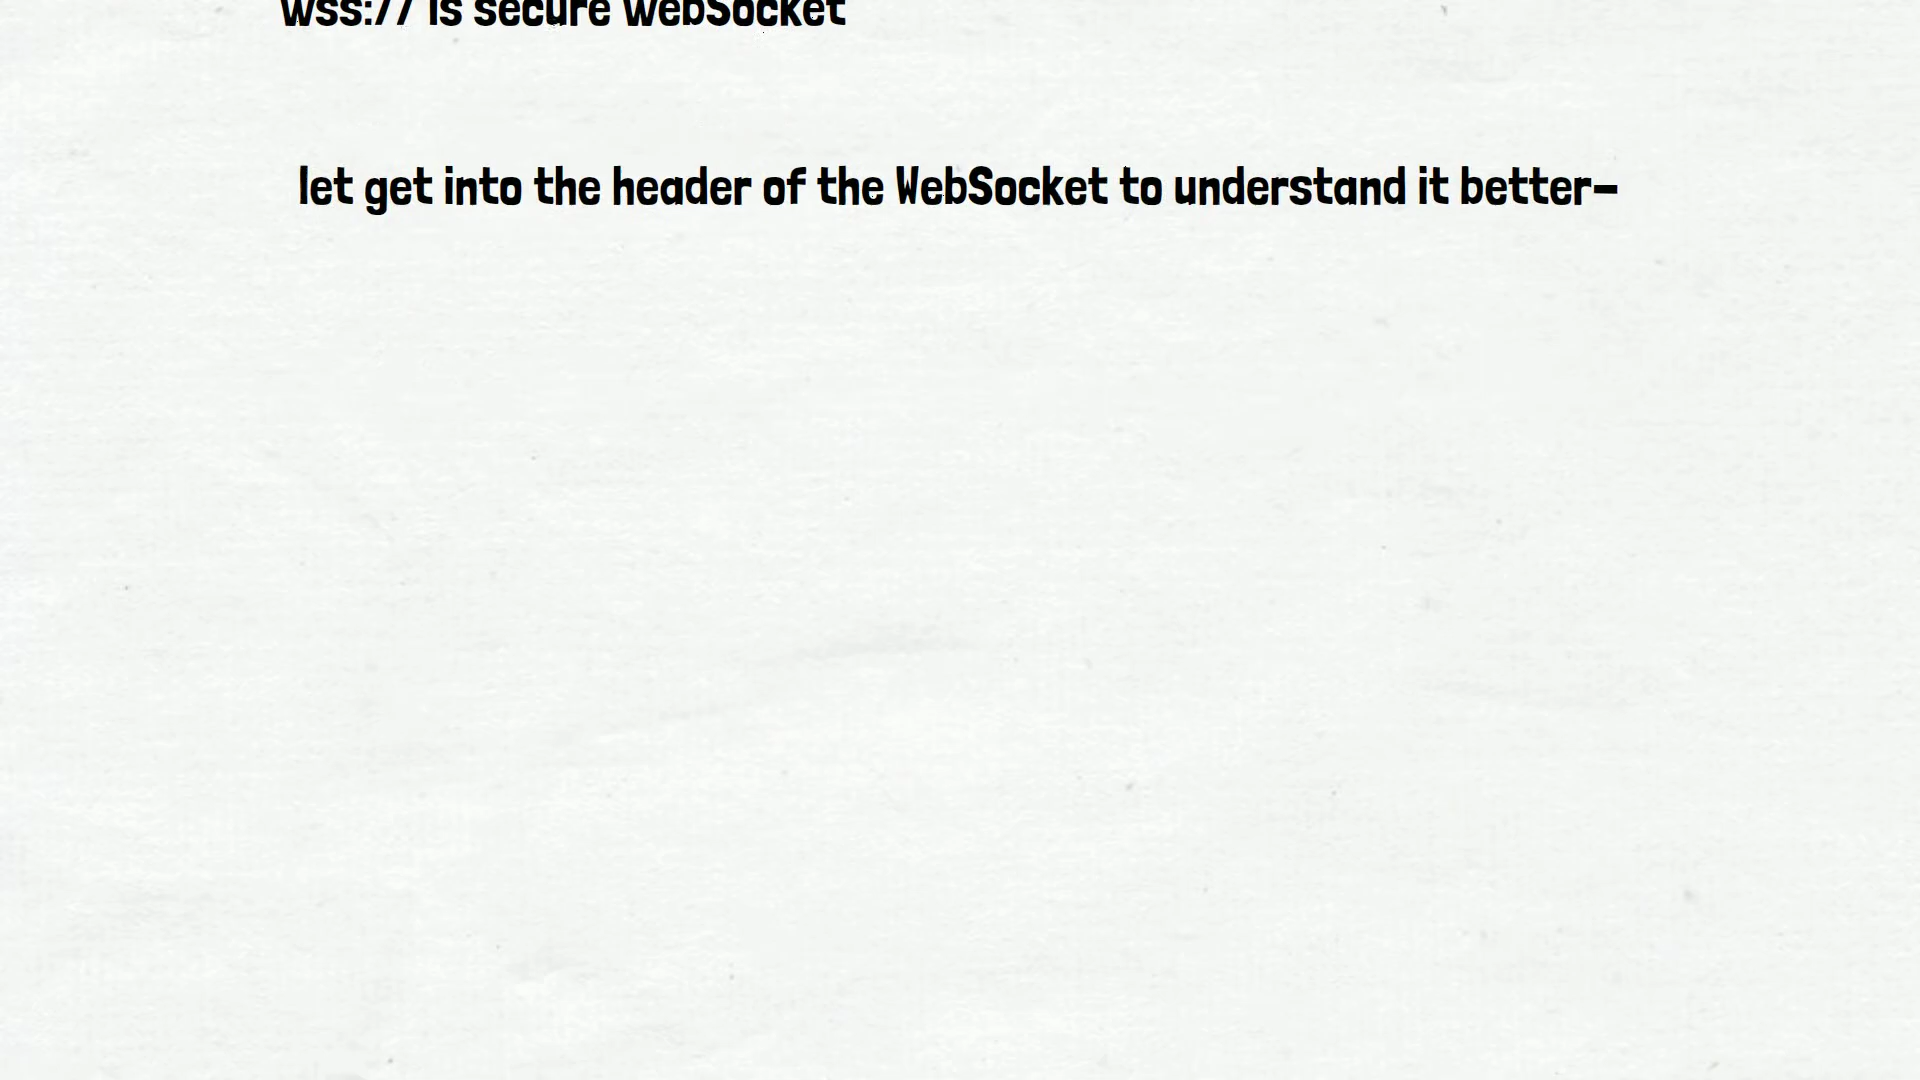 wss:// is secure WebSocket
let get into the header of the WebSocket to understand it better-